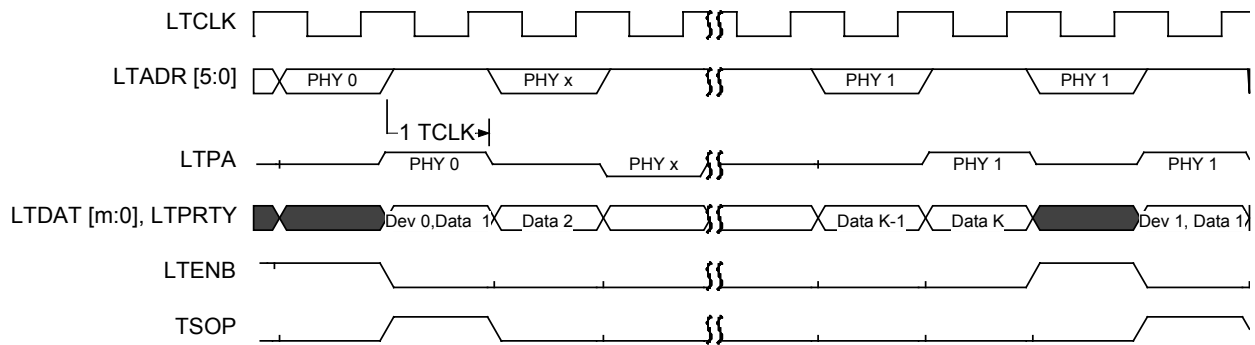 LTCLK
LTADR [5:0] PHY 0 PHY x PHY 1 PHY 1
1 TCLK
LTPA PHY 0 PHY x PHY 1 PHY 1
LTDAT [m:0], LTPRTY Dev 0,Data 1 Data 2 Data K-1 Data K Dev 1, Data 1
LTENB
TSOP